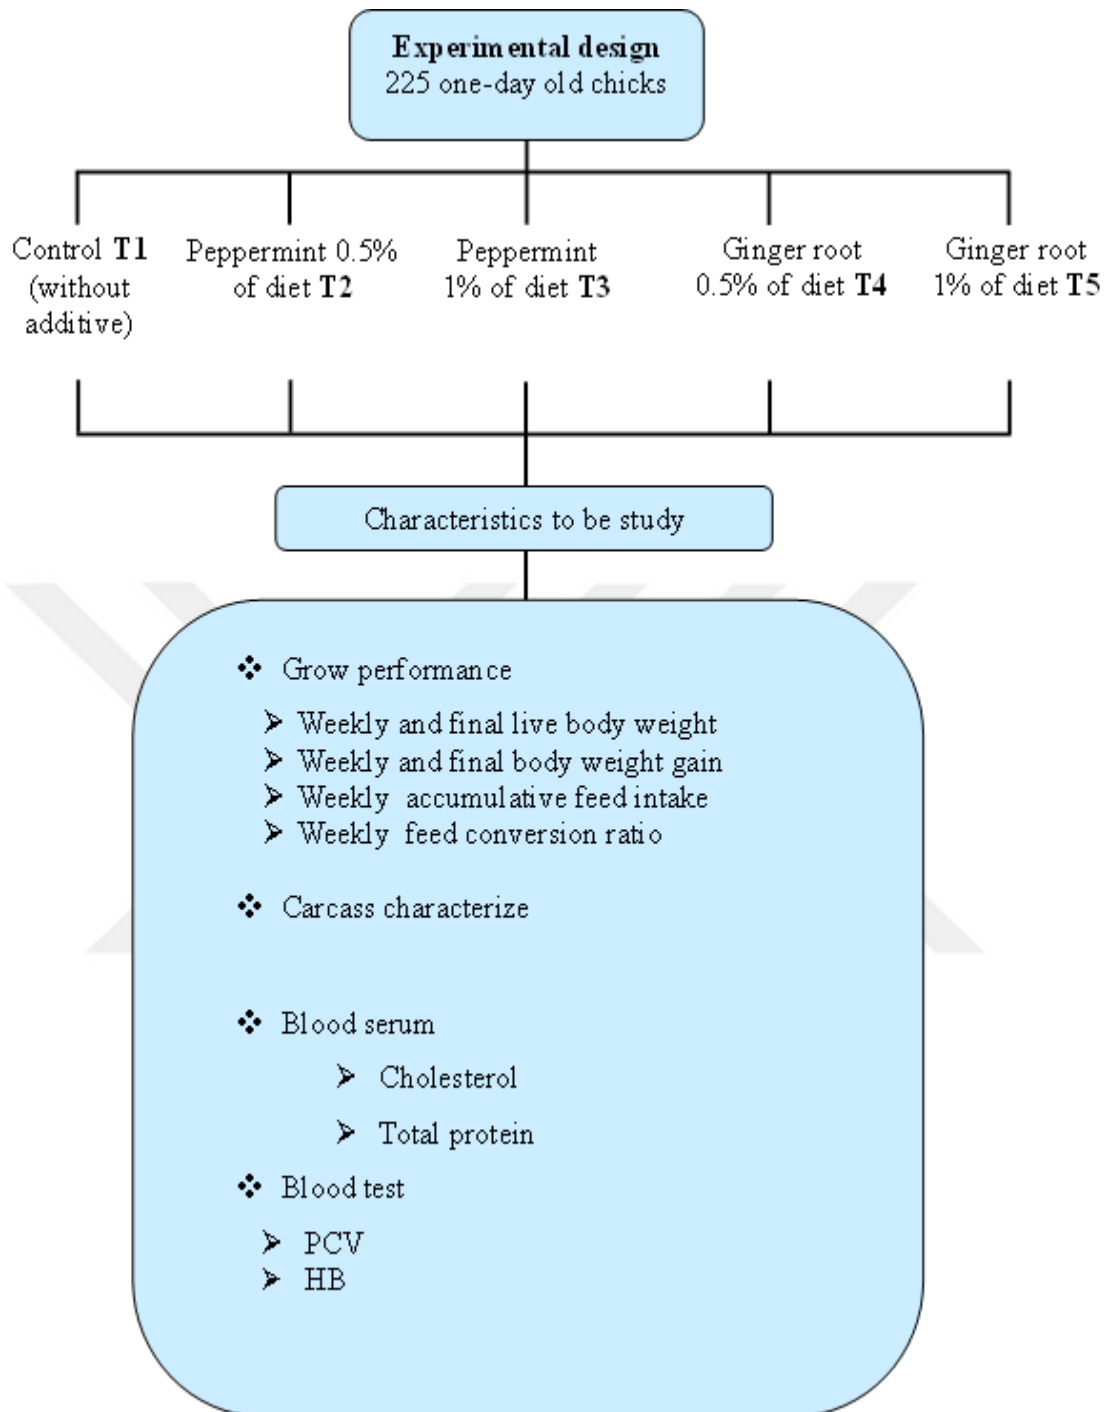 Experimental design
225 one-day old chicks
Control T1
(without
additive)
Peppermint 0.5%
of diet T2
Peppermint
1% of diet T3
Ginger root
0.5% of diet T4
Ginger root
1% of diet T5
Characteristics to be study
❖ Grow performance
➢ Weekly and final live body weight
➢ Weekly and final body weight gain
➢ Weekly accumulative feed intake
➢ Weekly feed conversion ratio
❖ Carcass characterize
❖ Blood serum
➢ Cholesterol
➢ Total protein
❖ Blood test
➢ PCV
➢ HB